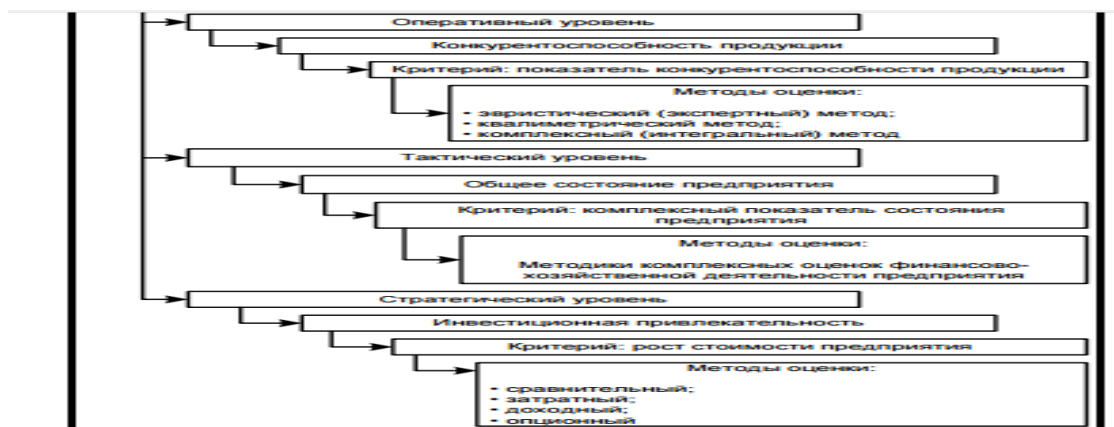 Оперативный уровень
Конкурентоспособность продукции
Критерий: показатель конкурентоспособности продукции
Методы оценки:
• эвристический (экспертный) метод;
• квалиметрический метод;
• комплексный (интегральный) метод
Тактический уровень
Общее состояние предприятия
Критерий: комплексный показатель состояния
предприятия
Методы оценки:
Методики комплексных оценок финансово-
хозяйственной деятельности предприятия
Стратегический уровень
Инвестиционная привлекательность
Критерий: рост стоимости предприятия
Методы оценки:
• сравнительный;
• затратный;
• доходный;
• опционный